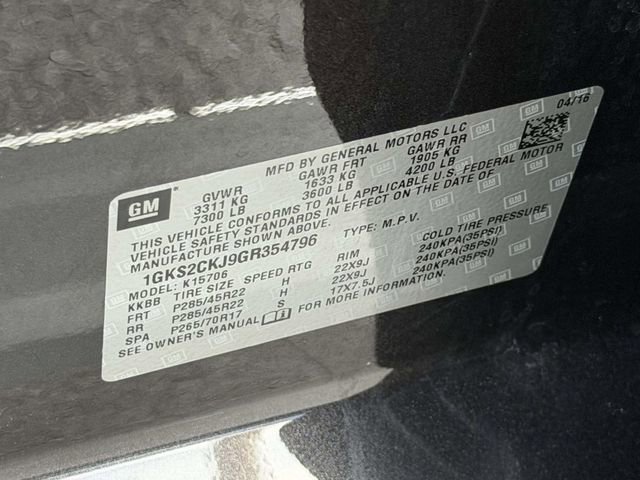 04/16
GM
MFD BY GENERAL MOTORS LLC
GVWR GAWR FRT GAWR RR
3311 KG 1633 KG 1905 KG
7300 LB 3600 LB 4200 LB
THIS VEHICLE CONFORMS TO ALL APPLICABLE U.S. FEDERAL MOTOR
VEHICLE SAFETY STANDARDS IN EFFECT ON THE DATE OF
MANUFACTURE SHOWN ABOVE.
1GKS2CKJ9GR354796 TYPE: M.P.V.
MODEL: K15706
KKBB TIRE SIZE SPEED RTG RIM COLD TIRE PRESSURE
FRT P285/45R22 H 22X9J 240KPA(35PSI)
RR P285/45R22 H 22X9J 240KPA(35PSI)
SPA P265/70R17 S 17X7.5J 240KPA(35PSI)
SEE OWNER'S MANUAL FOR MORE INFORMATION.